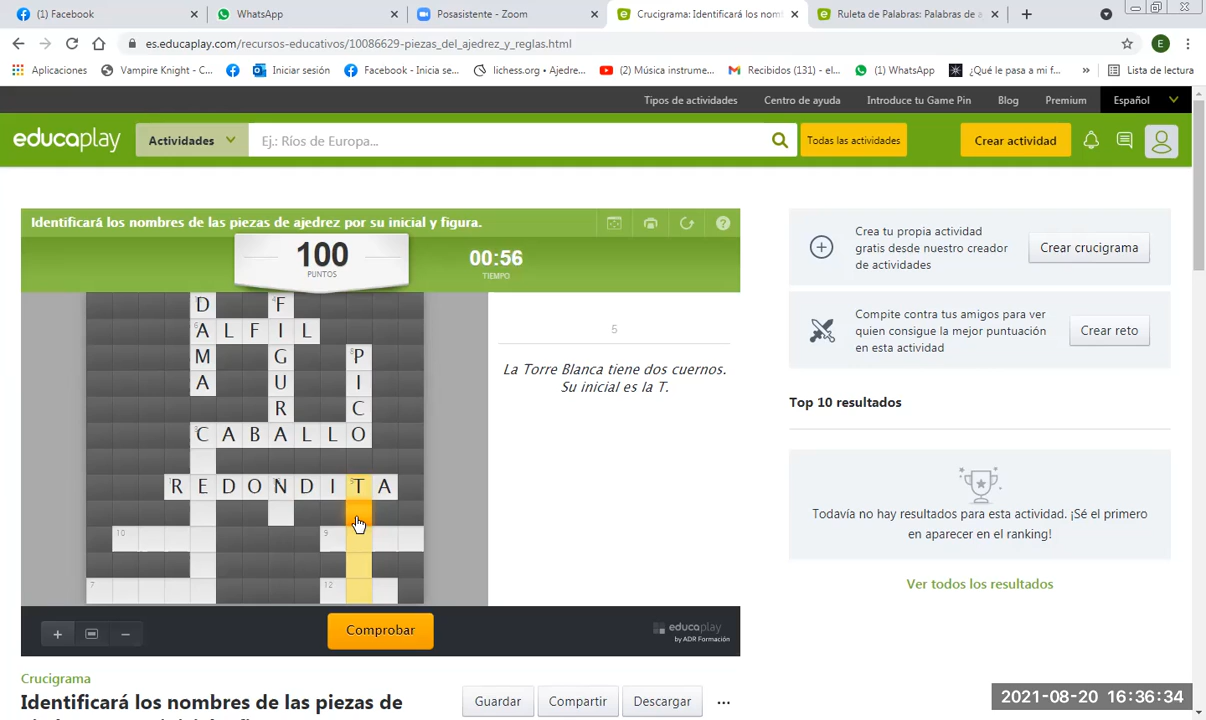 (1) Facebook
WhatsApp
Posasistente - Zoom
Crucigrama: Identificará los nom
Ruleta de Palabras: Palabras de a
es.educaplay.com/recursos-educativos/10086629-piezas_del_ajedrez_y_reglas.html
E
Aplicaciones
Vampire Knight - C...
Iniciar sesión
Facebook - Inicia se...
lichess.org • Ajedre...
(2) Música instrume...
Recibidos (131) - el...
(1) WhatsApp
¿Qué le pasa a mi f...
»
Lista de lectura
Tipos de actividades
Centro de ayuda
Introduce tu Game Pin
Blog
Premium
Español
educaplay
Actividades
Ej.: Ríos de Europa...
Todas las actividades
Crear actividad
Identificará los nombres de las piezas de ajedrez por su inicial y figura.
100
PUNTOS
00:56
TIEMPO
D F
A L F I L
M G P
A U I
R C
C A B A L L O
R E D O N D I T A
10 9
7 12
5
La Torre Blanca tiene dos cuernos.
Su inicial es la T.
Comprobar
educaplay
by ADR Formación
Crea tu propia actividad
gratis desde nuestro creador
de actividades
Crear crucigrama
Compite contra tus amigos para ver
quien consigue la mejor puntuación
en esta actividad
Crear reto
Top 10 resultados
Todavía no hay resultados para esta actividad. ¡Sé el primero
en aparecer en el ranking!
Ver todos los resultados
Crucigrama
Identificará los nombres de las piezas de
Guardar
Compartir
Descargar
2021-08-20 16:36:34